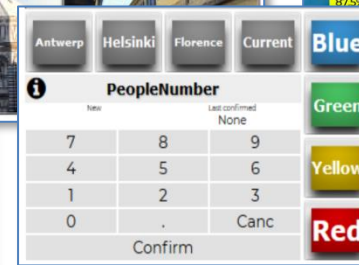 Antwerp Helsinki Florence Current Blue
PeopleNumber Green
New Last confirmed
None
7 8 9
4 5 6 Yellow
1 2 3
0 . Canc Red
Confirm